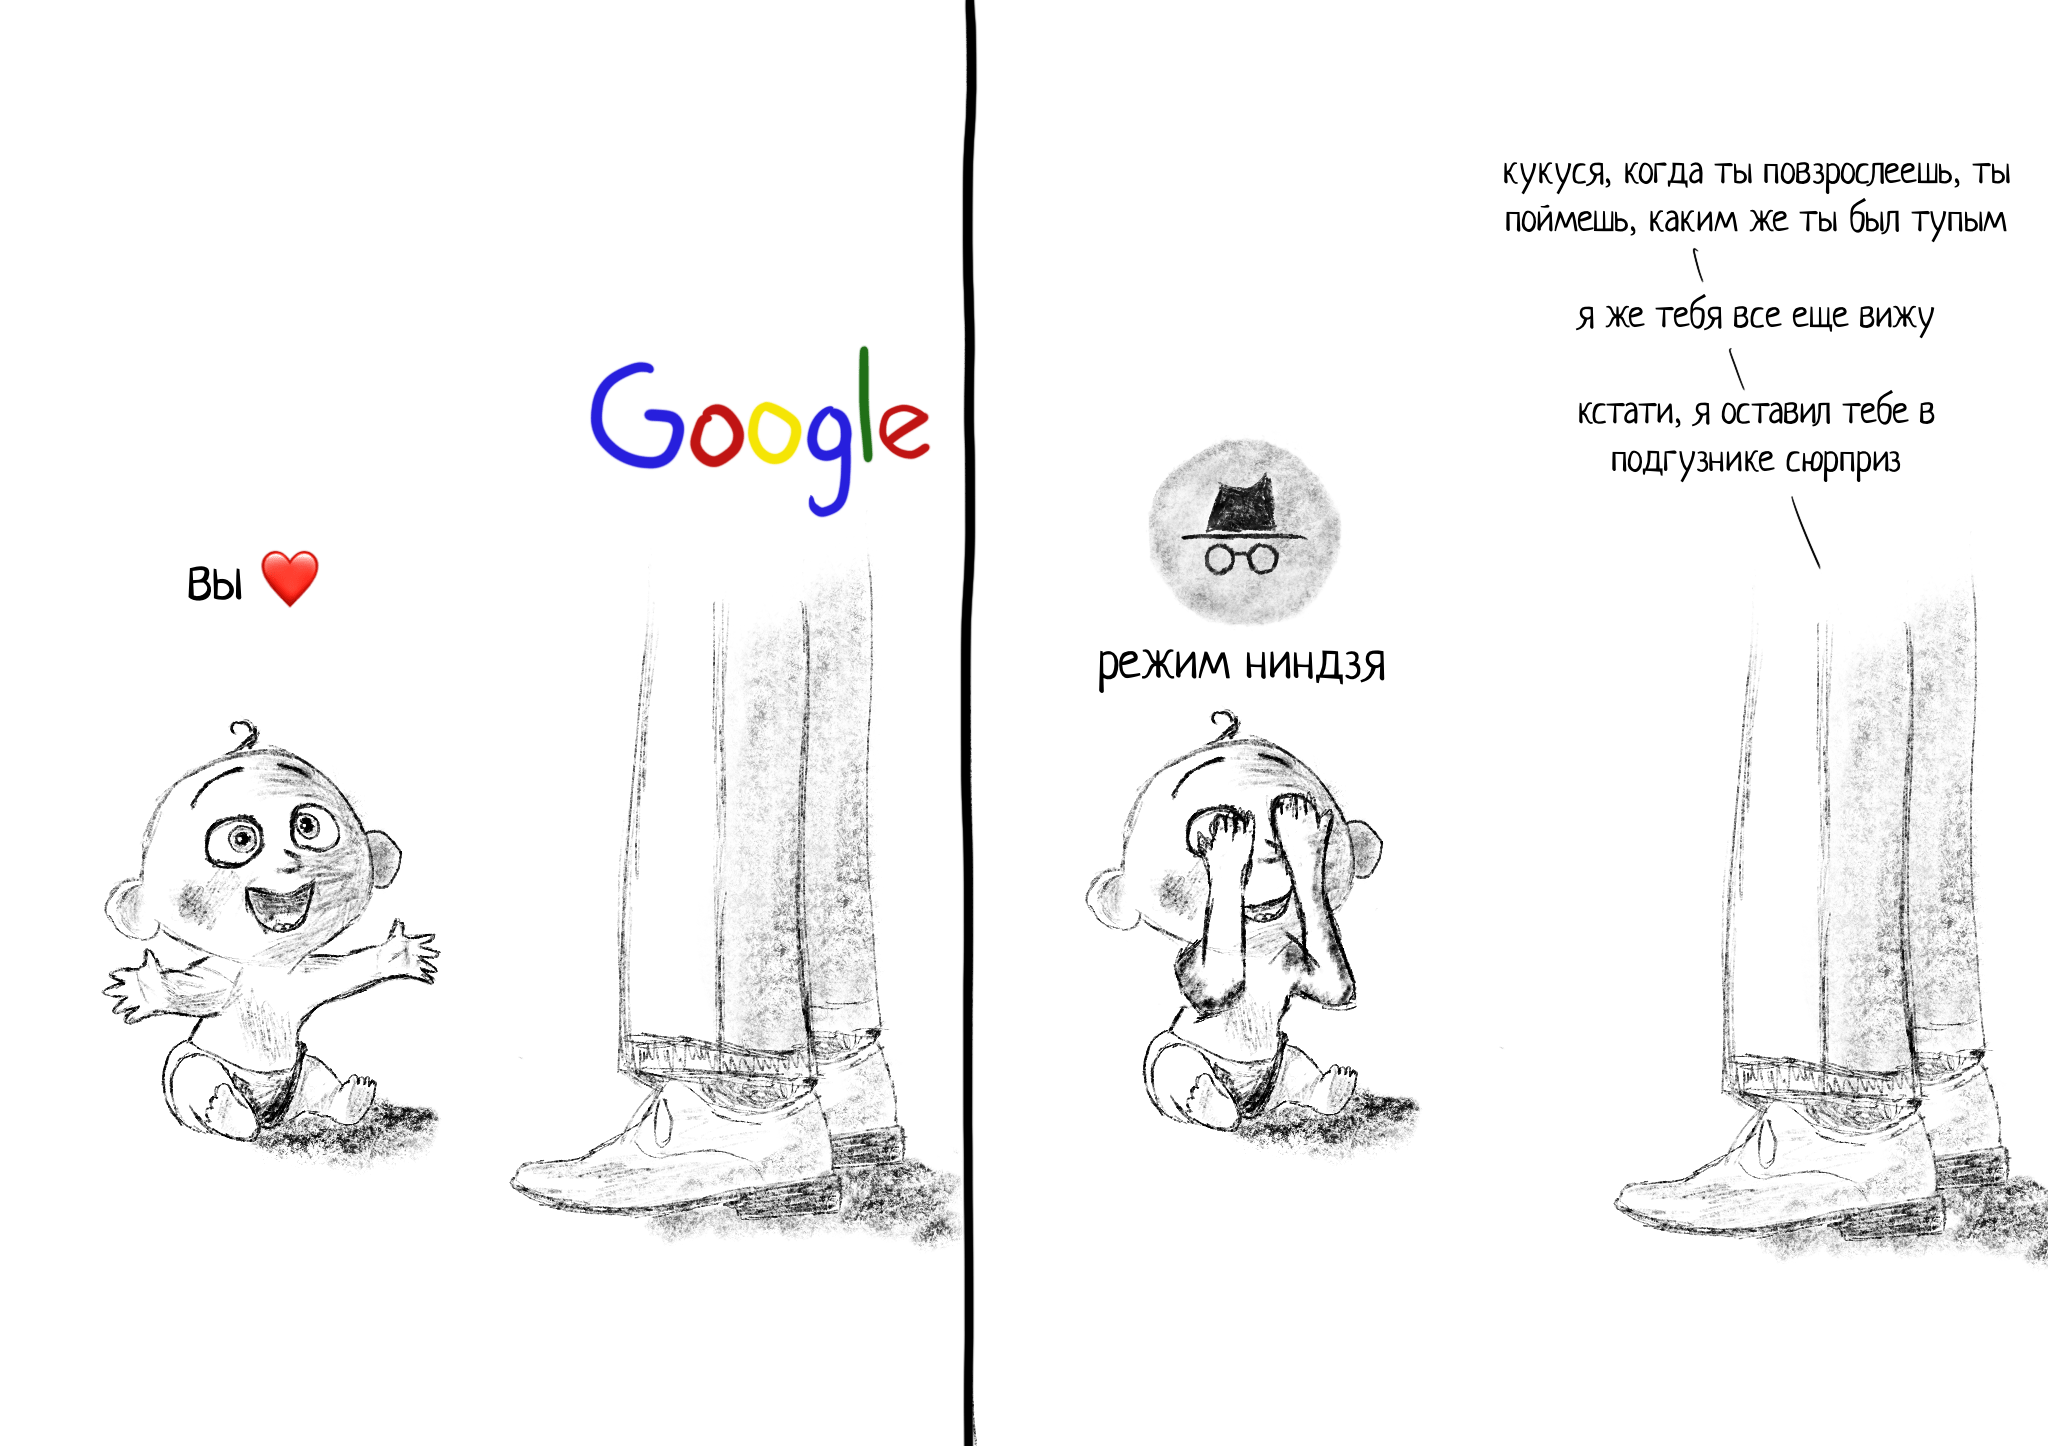 Google
вы ❤️
кукуся, когда ты повзрослеешь, ты
поймешь, каким же ты был тупым
я же тебя все еще вижу
кстати, я оставил тебе в
подгузнике сюрприз
режим ниндзя